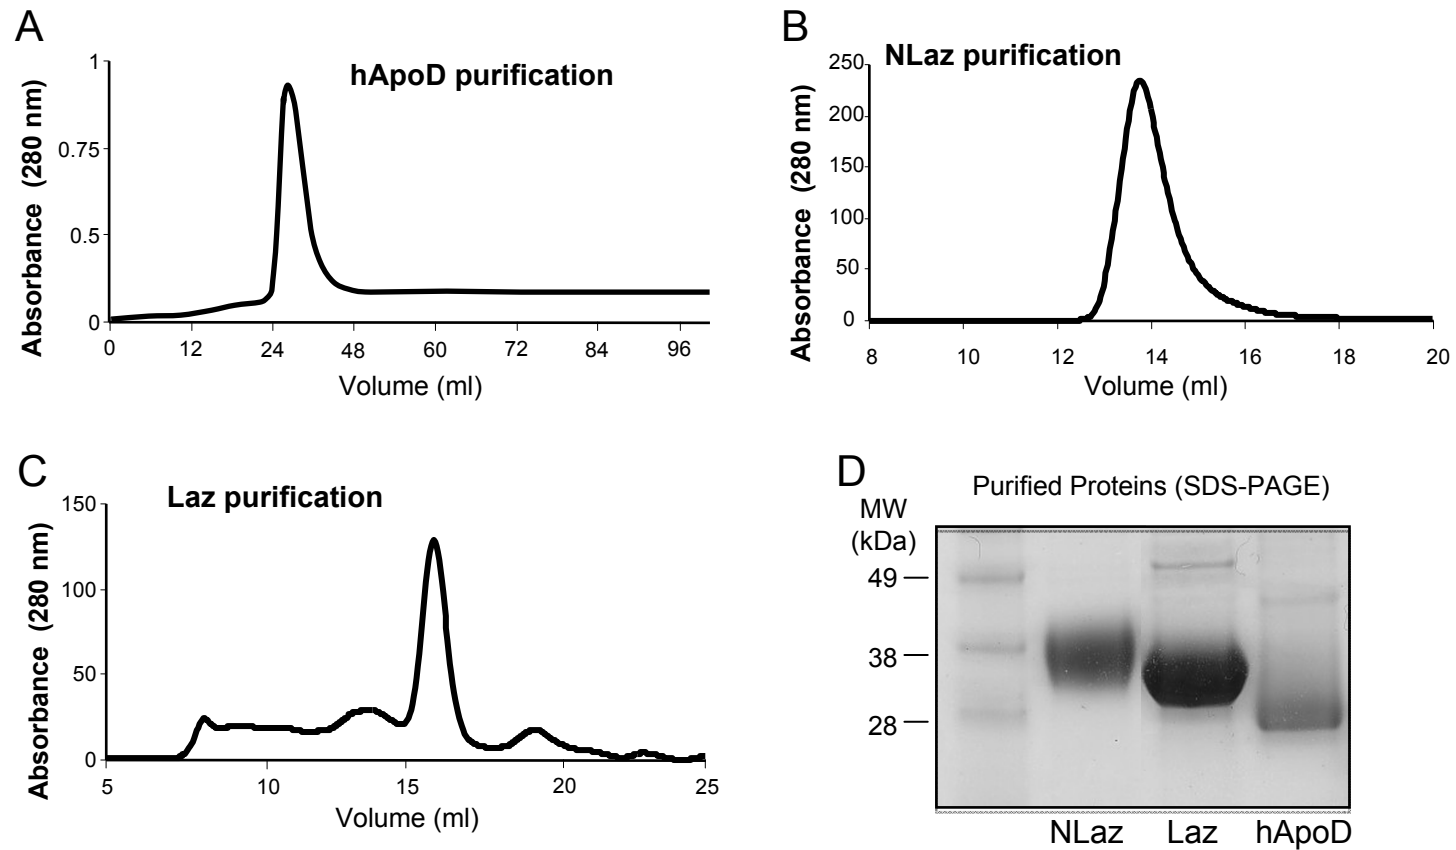 A
hApoD purification
Absorbance (280 nm)
1
0.75
0.5
0
0 12 24 48 60 72 84 96
Volume (ml)
B
NLaz purification
Absorbance (280 nm)
250
200
150
100
50
0
8 10 12 14 16 18 20
Volume (ml)
C
Laz purification
Absorbance (280 nm)
150
100
50
0
5 10 15 20 25
Volume (ml)
D
Purified Proteins (SDS-PAGE)
MW
(kDa)
49
38
28
NLaz Laz hApoD